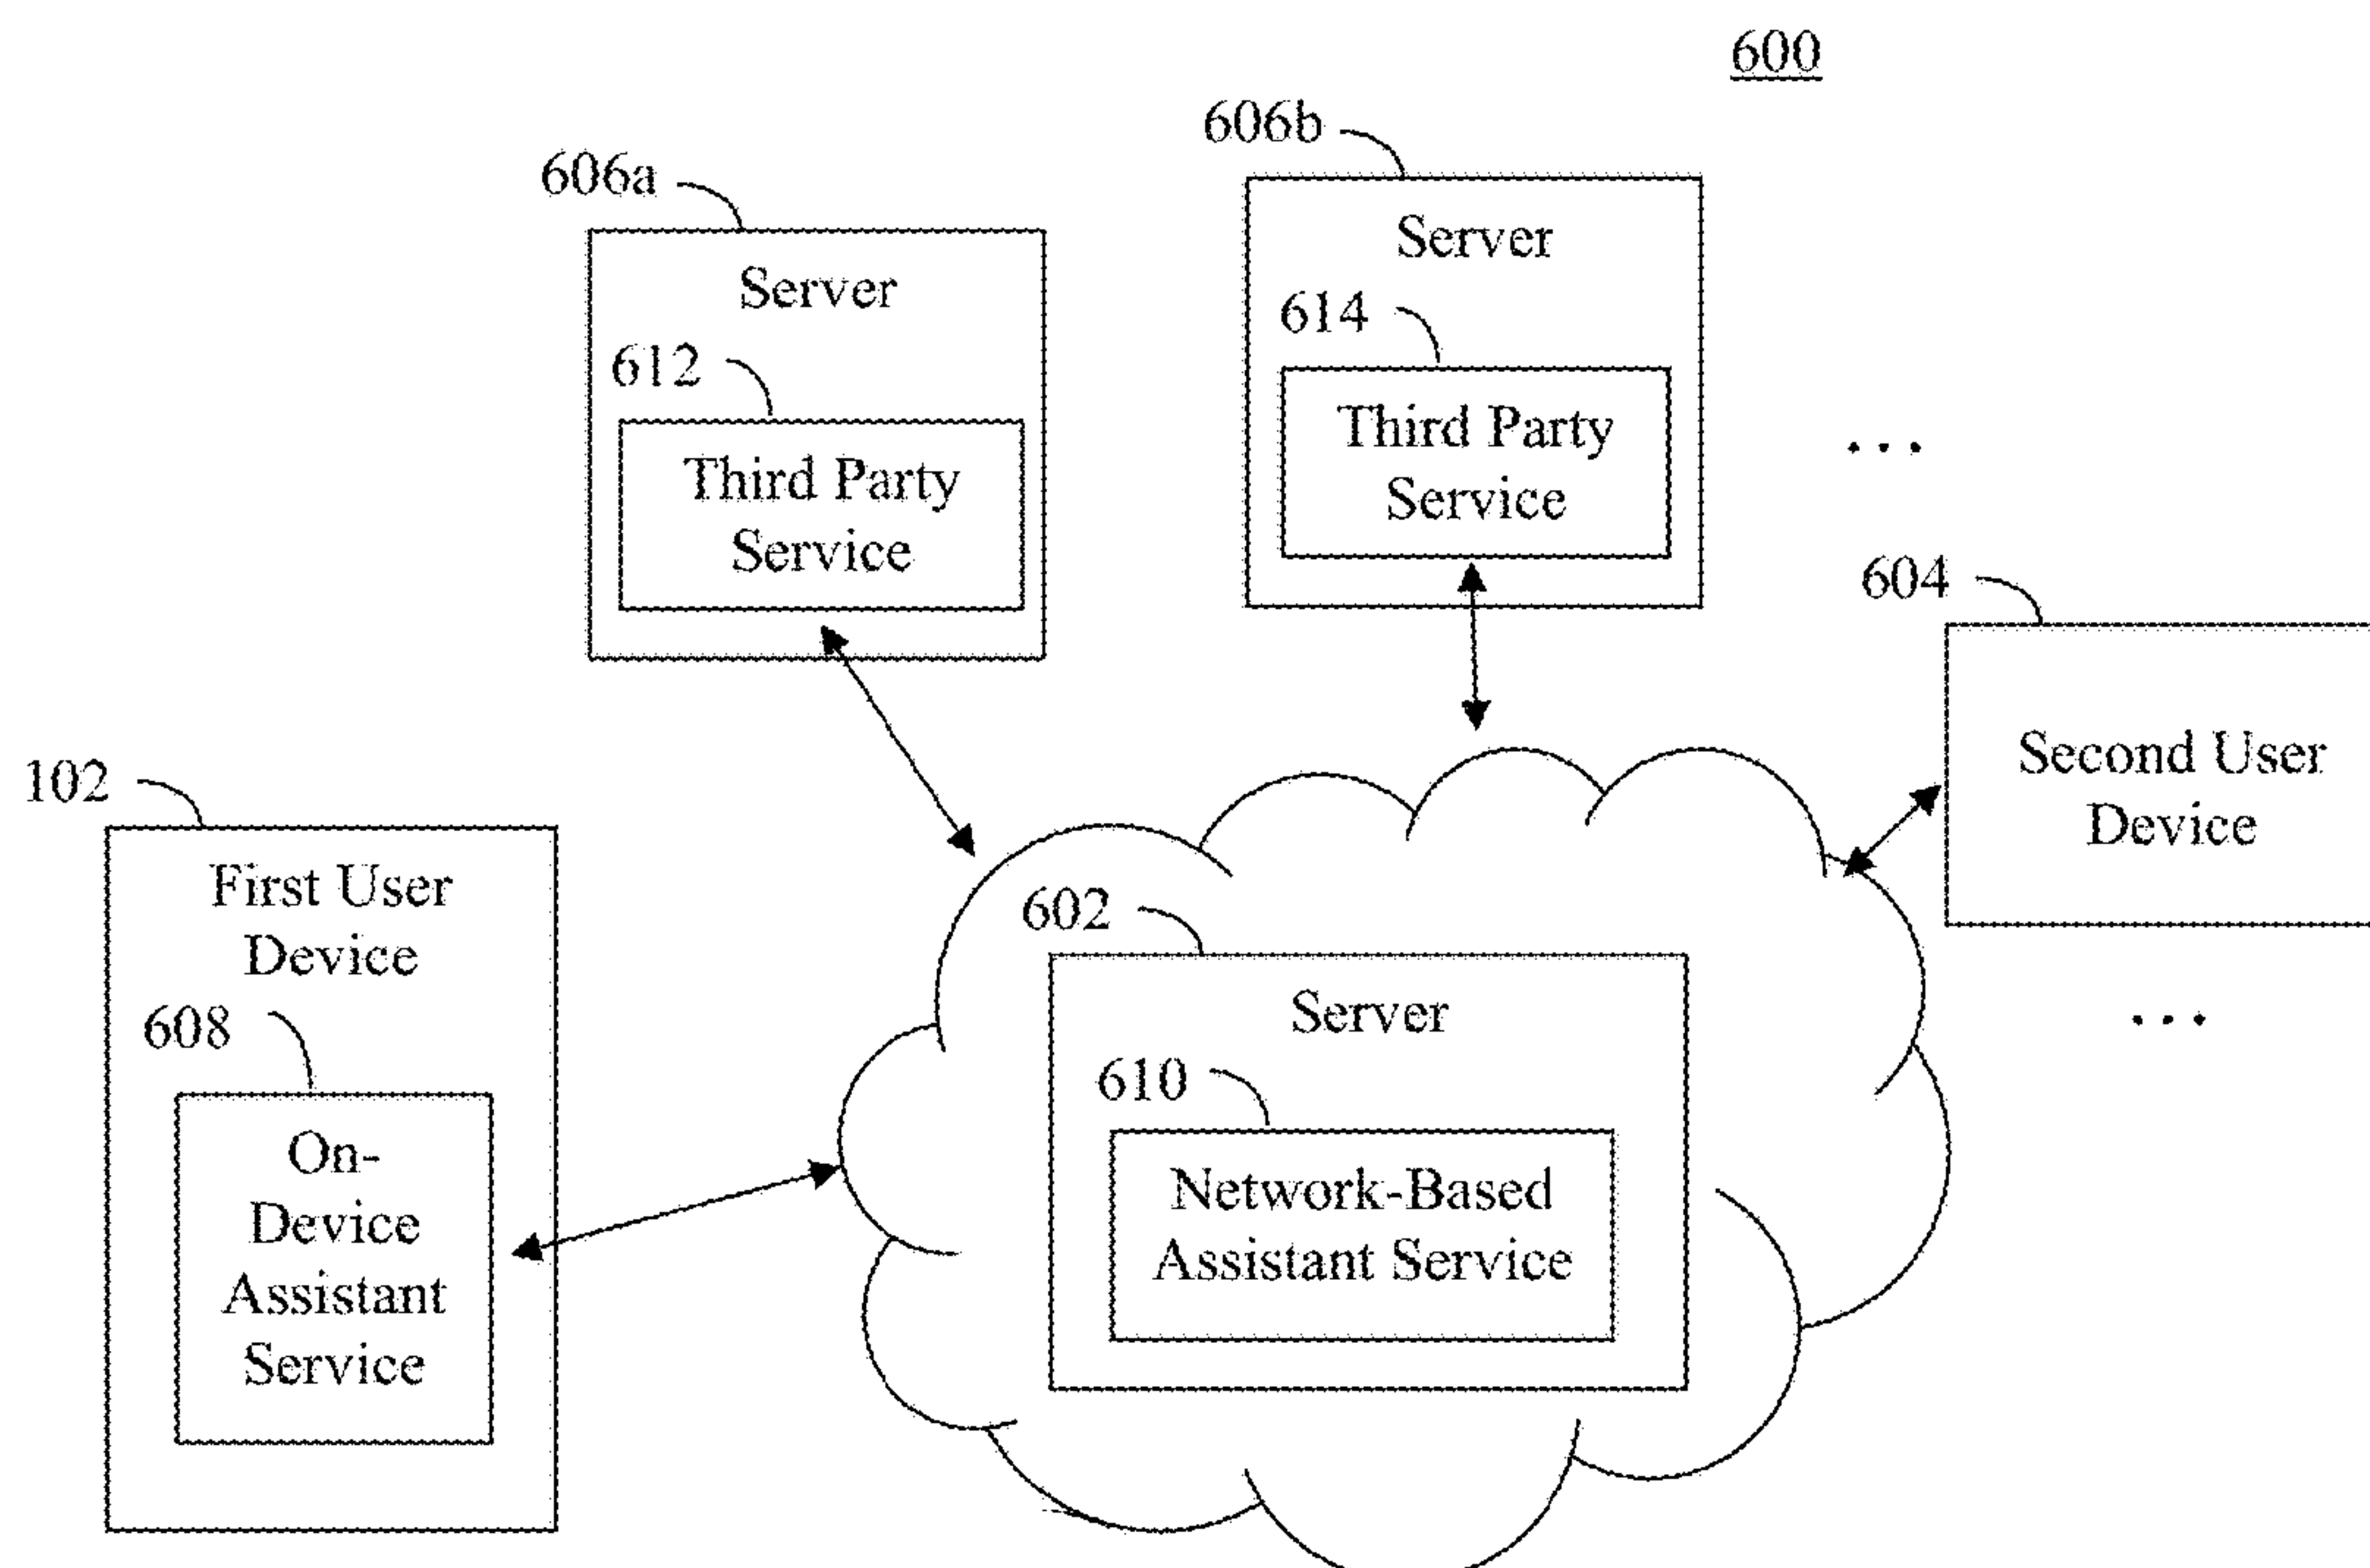 600
606b
606a
Server
Server
614
612
Third Party
Service
Third Party
Service
...
604
Second User
Device
102
First User
Device
602
Server
608
610
On-
Device
Assistant
Service
Network-Based
Assistant Service
...